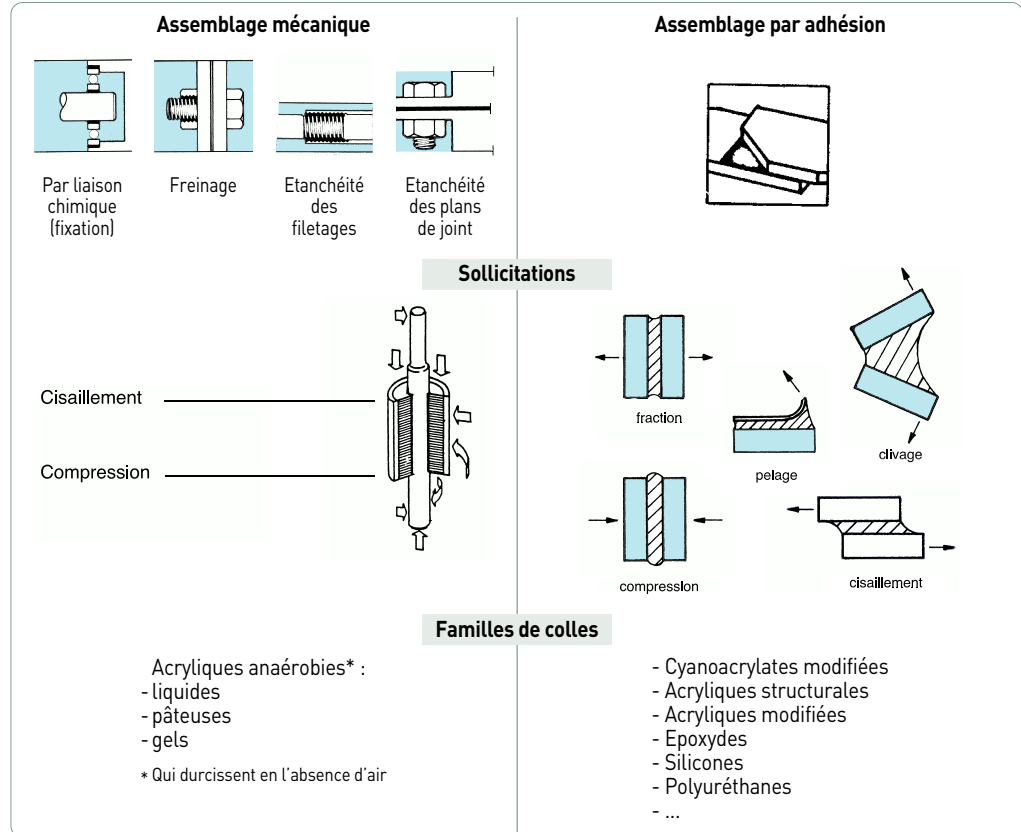 Assemblage mécanique
Par liaison
chimique
(fixation)
Freinage
Etanchéité
des
filetages
Etanchéité
des plans
de joint
Assemblage par adhésion
Sollicitations
Cisaillement
Compression
fraction
pelage
clivage
compression
cisaillement
Familles de colles
Acryliques anaérobies* :
- liquides
- pâteuses
- gels
* Qui durcissent en l'absence d'air
- Cyanoacrylates modifiées
- Acryliques structurales
- Acryliques modifiées
- Epoxydes
- Silicones
- Polyuréthanes
- ...